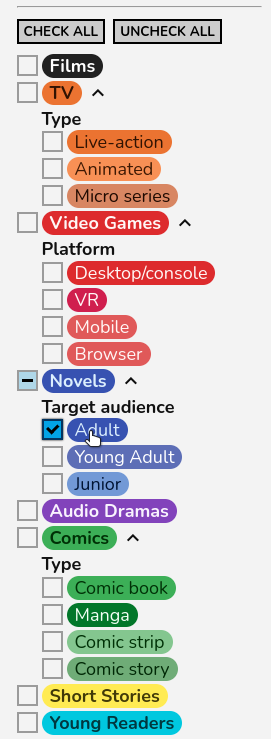 CHECK ALL UNCHECK ALL
Films
TV
Type
Live-action
Animated
Micro series
Video Games
Platform
Desktop/console
VR
Mobile
Browser
Novels
Target audience
Adult
Young Adult
Junior
Audio Dramas
Comics
Type
Comic book
Manga
Comic strip
Comic story
Short Stories
Young Readers